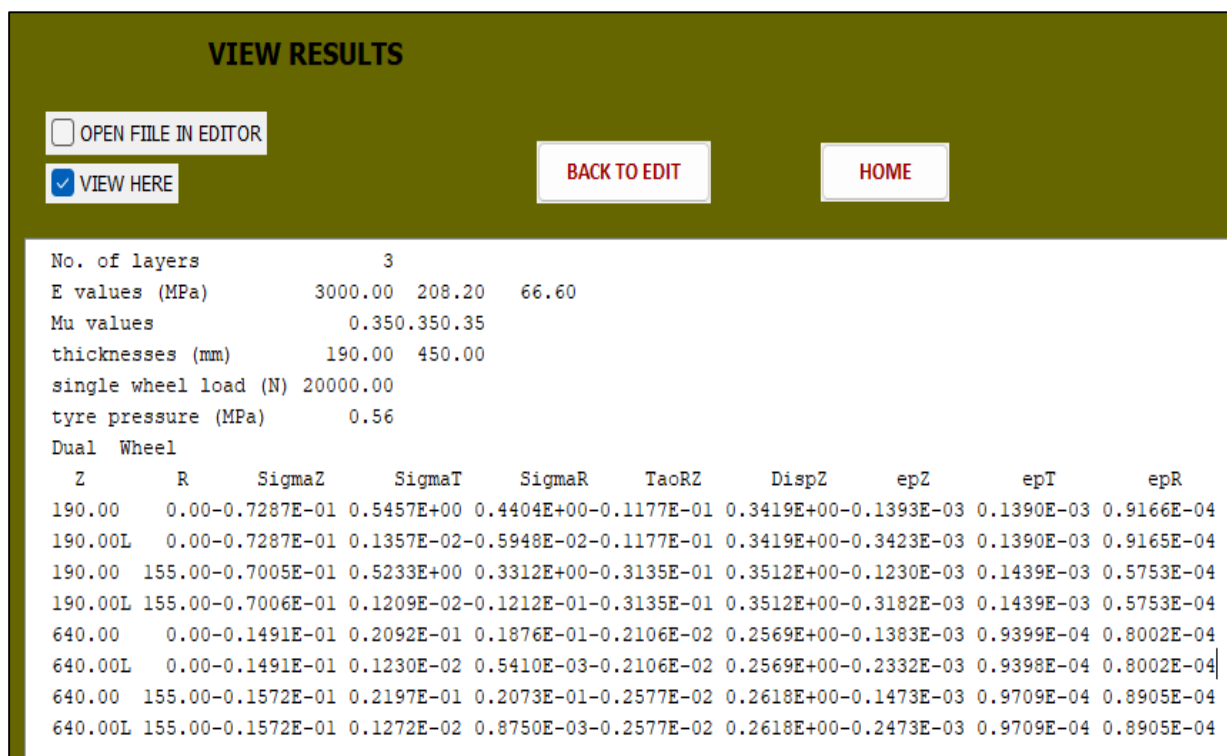 VIEW RESULTS
OPEN FIILE IN EDITOR
VIEW HERE
BACK TO EDIT
HOME
No. of layers 3
E values (MPa) 3000.00 208.20 66.60
Mu values 0.350.350.35
thicknesses (mm) 190.00 450.00
single wheel load (N) 20000.00
tyre pressure (MPa) 0.56
Dual Wheel
Z R SigmaZ SigmaT SigmaR TaoRZ DispZ epZ epT epR
190.00 0.00-0.7287E-01 0.5457E+00 0.4404E+00-0.1177E-01 0.3419E+00-0.1393E-03 0.1390E-03 0.9166E-04
190.00L 0.00-0.7287E-01 0.1357E-02-0.5948E-02-0.1177E-01 0.3419E+00-0.3423E-03 0.1390E-03 0.9165E-04
190.00 155.00-0.7005E-01 0.5233E+00 0.3312E+00-0.3135E-01 0.3512E+00-0.1230E-03 0.1439E-03 0.5753E-04
190.00L 155.00-0.7006E-01 0.1209E-02-0.1212E-01-0.3135E-01 0.3512E+00-0.3182E-03 0.1439E-03 0.5753E-04
640.00 0.00-0.1491E-01 0.2092E-01 0.1876E-01-0.2106E-02 0.2569E+00-0.1383E-03 0.9399E-04 0.8002E-04
640.00L 0.00-0.1491E-01 0.1230E-02 0.5410E-03-0.2106E-02 0.2569E+00-0.2332E-03 0.9398E-04 0.8002E-04
640.00 155.00-0.1572E-01 0.2197E-01 0.2073E-01-0.2577E-02 0.2618E+00-0.1473E-03 0.9709E-04 0.8905E-04
640.00L 155.00-0.1572E-01 0.1272E-02 0.8750E-03-0.2577E-02 0.2618E+00-0.2473E-03 0.9709E-04 0.8905E-04